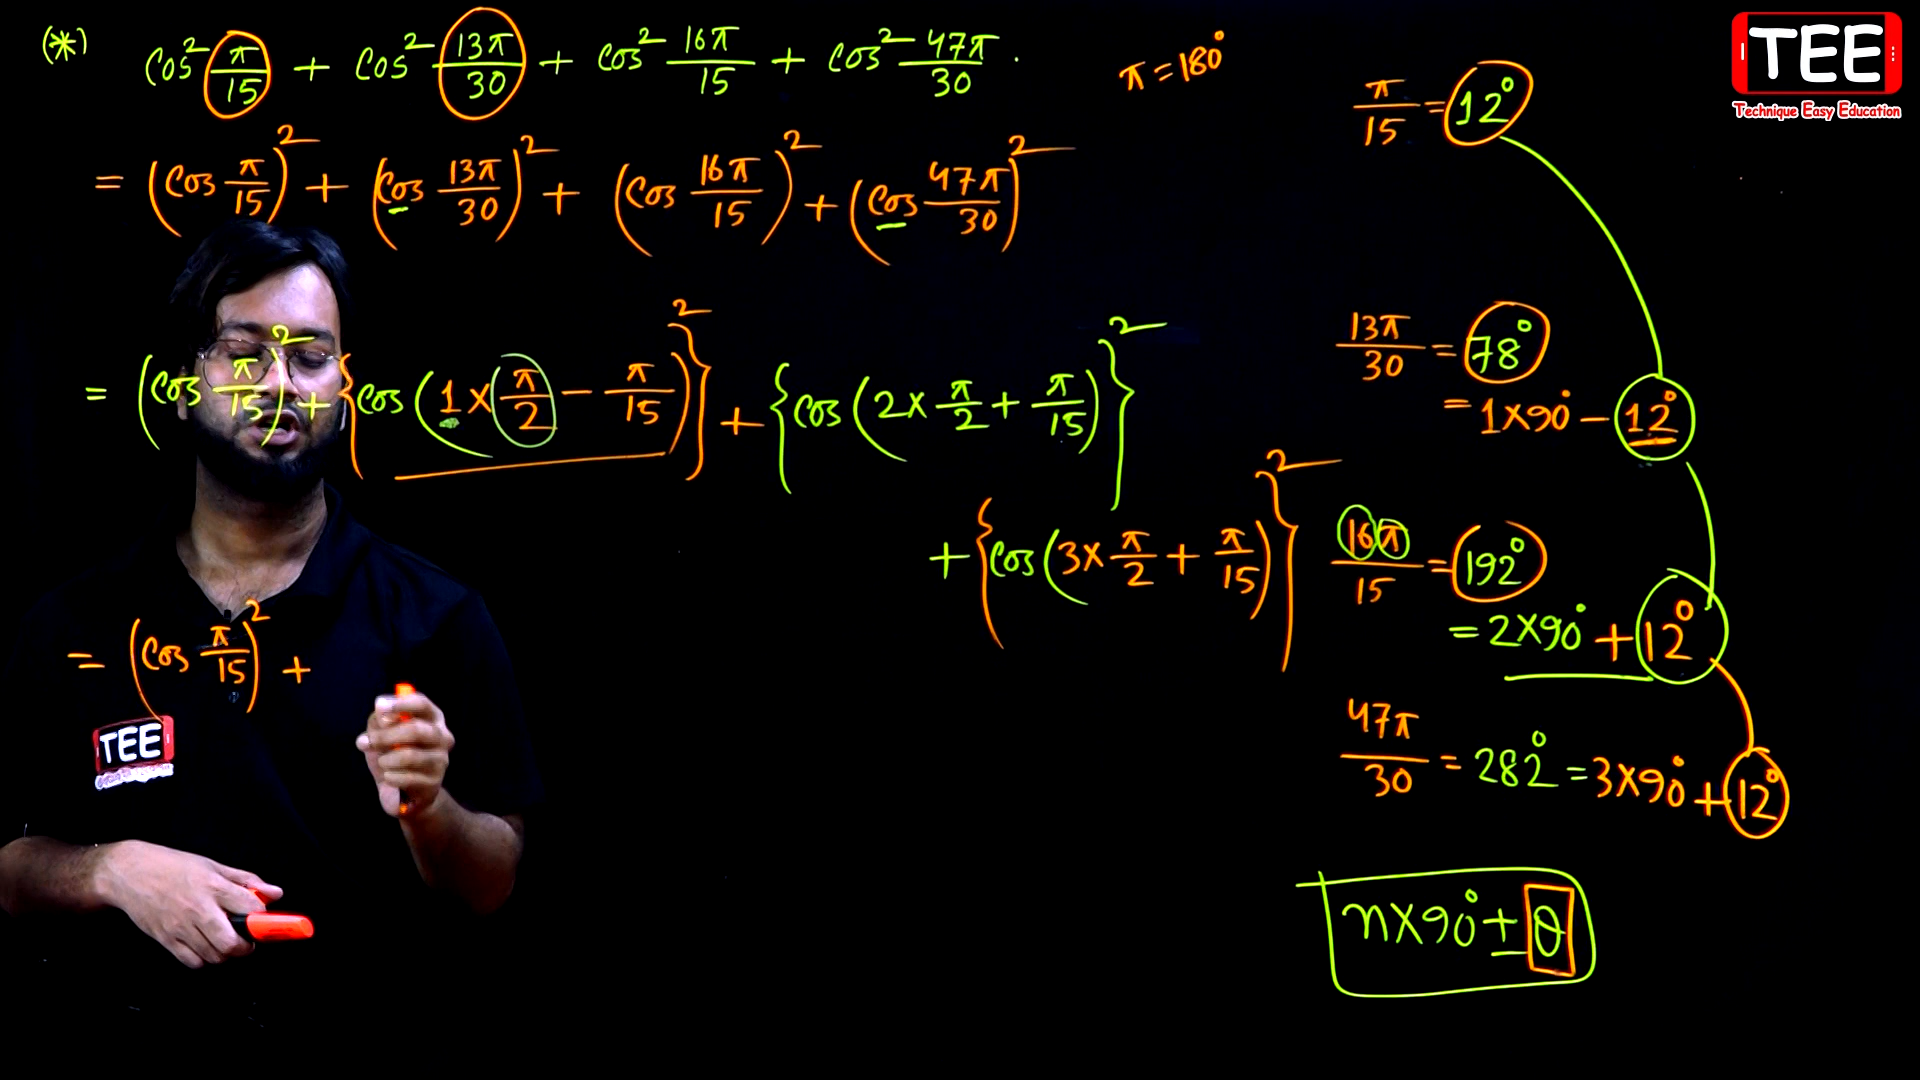 (*) cos² π/15 + cos² 13π/30 + cos² 16π/15 + cos² 47π/30 .
= (cos π/15)² + (cos 13π/30)² + (cos 16π/15)² + (cos 47π/30)²
= (cos π/15)² + {cos (1 × π/2 − π/15)}² + {cos (2 × π/2 + π/15)}²
+ {cos (3 × π/2 + π/15)}²
= (cos π/15)² +
π = 180°
π/15 = 12°
13π/30 = 78°
= 1 × 90° − 12°
16π/15 = 192°
= 2 × 90° + 12°
47π/30 = 282° = 3 × 90° + 12°
n × 90° ± θ
TEE
Technique Easy Education
TEE